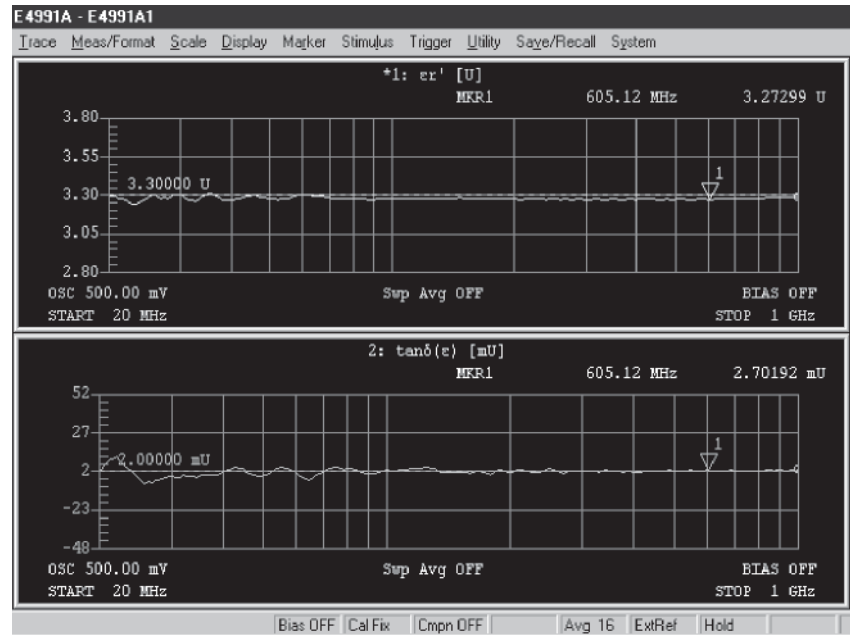 E4991A - E4991A1
Trace Meas/Format Scale Display Marker Stimulus Trigger Utility Save/Recall System
*1: εr' [U]
MKR1 605.12 MHz 3.27299 U
3.80
3.55
1
3.30000 U
3.30
3.05
2.80
OSC 500.00 mV Swp Avg OFF BIAS OFF
START 20 MHz STOP 1 GHz
2: tanδ(ε) [mU]
MKR1 605.12 MHz 2.70192 mU
52
27
1
2.00000 mU
2
-23
-48
OSC 500.00 mV Swp Avg OFF BIAS OFF
START 20 MHz STOP 1 GHz
Bias OFF Cal Fix Cmpn OFF Avg 16 ExtRef Hold